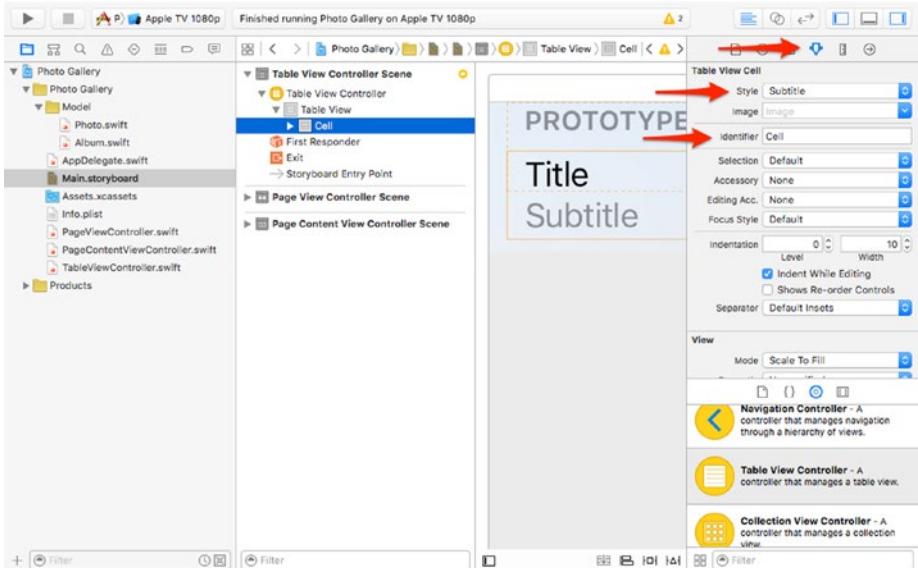 P) Apple TV 1080p
Finished running Photo Gallery on Apple TV 1080p
2
Photo Gallery
Table View
Cell
Photo Gallery
Photo Gallery
Model
Photo.swift
Album.swift
AppDelegate.swift
Main.storyboard
Assets.xcassets
Info.plist
PageViewController.swift
PageContentViewController.swift
TableViewController.swift
Products
Filter
Table View Controller Scene
Table View Controller
Table View
Cell
First Responder
Exit
Storyboard Entry Point
Page View Controller Scene
Page Content View Controller Scene
Filter
PROTOTYPE
Title
Subtitle
Table View Cell
Style Subtitle
Image Image
Identifier Cell
Selection Default
Accessory None
Editing Acc. None
Focus Style Default
Indentation 0 10
Level Width
Indent While Editing
Shows Re-order Controls
Separator Default Insets
View
Mode Scale To Fill
Navigation Controller - A
controller that manages navigation
through a hierarchy of views.
Table View Controller - A
controller that manages a table view.
Collection View Controller - A
controller that manages a collection
view.
Filter